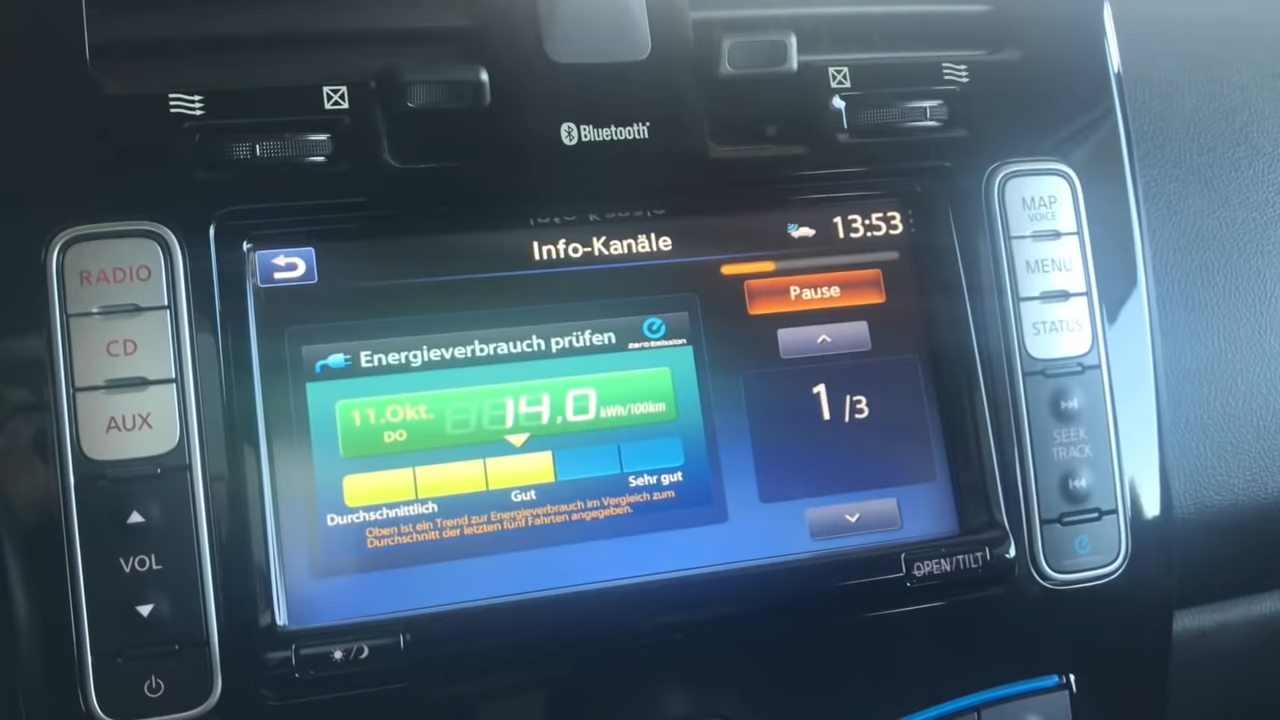 Bluetooth
RADIO
CD
AUX
VOL
Info-Kanäle
13:53
Pause
Energieverbrauch prüfen
zero emission
11.Okt.
DO
14,0 kWh/100km
Durchschnittlich
Gut
Sehr gut
Oben ist ein Trend zur Energieverbrauch im Vergleich zum
Durchschnitt der letzten fünf Fahrten angegeben.
1 /3
OPEN/TILT
MAP
VOICE
MENU
STATUS
SEEK
TRACK